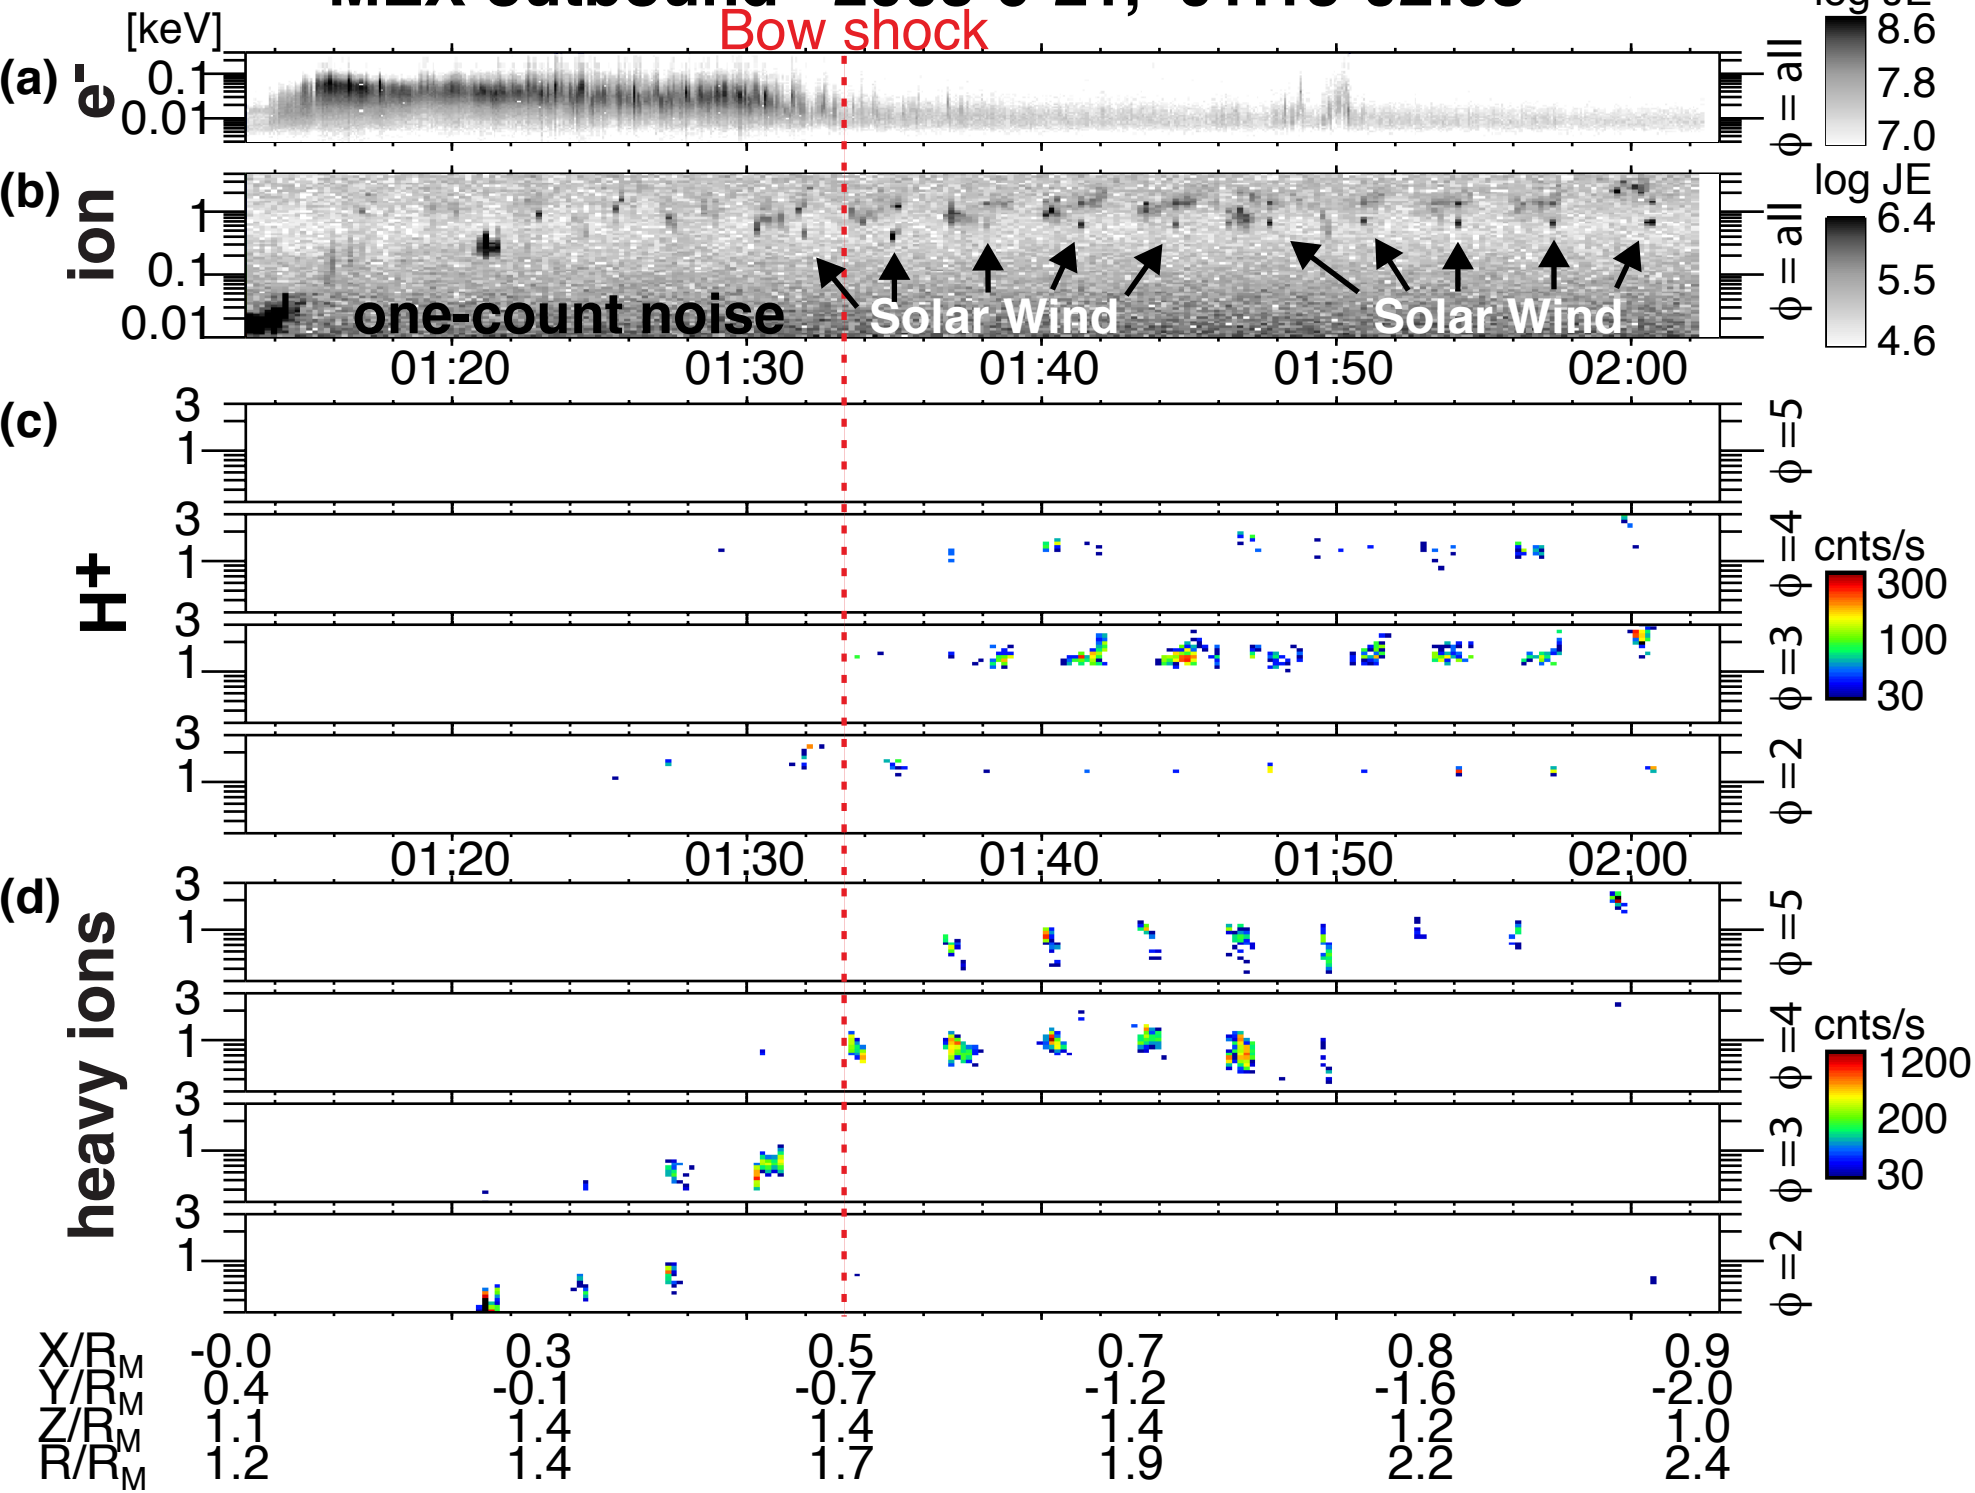 MEX outbound
[keV]
Bow shock
log JE
(a)
e-
0.1
0.01
φ = all
8.6
7.8
7.0
(b)
ion
1
0.1
0.01
one-count noise
Solar Wind
Solar Wind
φ = all
log JE
6.4
5.5
4.6
01:20 01:30 01:40 01:50 02:00
(c)
H+
3
1
φ=5
3
1
φ=4
3
1
φ=3
3
1
φ=2
cnts/s
300
100
30
01:20 01:30 01:40 01:50 02:00
(d)
heavy ions
3
1
φ=5
3
1
φ=4
3
1
φ=3
3
1
φ=2
cnts/s
1200
200
30
X/RM -0.0 0.3 0.5 0.7 0.8 0.9
Y/RM 0.4 -0.1 -0.7 -1.2 -1.6 -2.0
Z/RM 1.1 1.4 1.4 1.4 1.2 1.0
R/RM 1.2 1.4 1.7 1.9 2.2 2.4